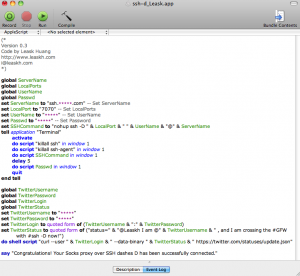 ssh-d_Leask.app
Record Stop Run Compile Bundle Contents
AppleScript <No selected element>
(*
Version 0.3
Code by Leask Huang
http://www.leaskh.com
i@leaskh.com
*)
global ServerName
global LocalPorts
global UserName
global Passwd
set ServerName to "ssh.*****.com" -- Set ServerName
set LocalPorts to "7070" -- Set LocalPorts
set UserName to "*****" -- Set UserName
set Passwd to "*****" -- Set Password
set SSHCommand to "nohup ssh -D " & LocalPorts & " " & UserName & "@" & ServerName
tell application "Terminal"
activate
do script "killall ssh" in window 1
do script "killall ssh-agent" in window 1
do script SSHCommand in window 1
delay 5
do script Passwd in window 1
quit
end tell
global TwitterUsername
global TwitterPassword
global TwitterLogin
global TwitterStatus
set TwitterUsername to "*****"
set TwitterPassword to "*****"
set TwitterLogin to quoted form of (TwitterUsername & ":" & TwitterPassword)
set TwitterStatus to quoted form of ("status=" & "@Leaskh I am @" & TwitterUsername & " , and I am crossing the #GFW
with #ssh -D now!")
do shell script "curl --user " & TwitterLogin & " --data-binary " & TwitterStatus & " https://twitter.com/statuses/update.json"
say "Congratulations! Your Socks proxy over SSH dashes D has been successfully connected."
Description Event Log